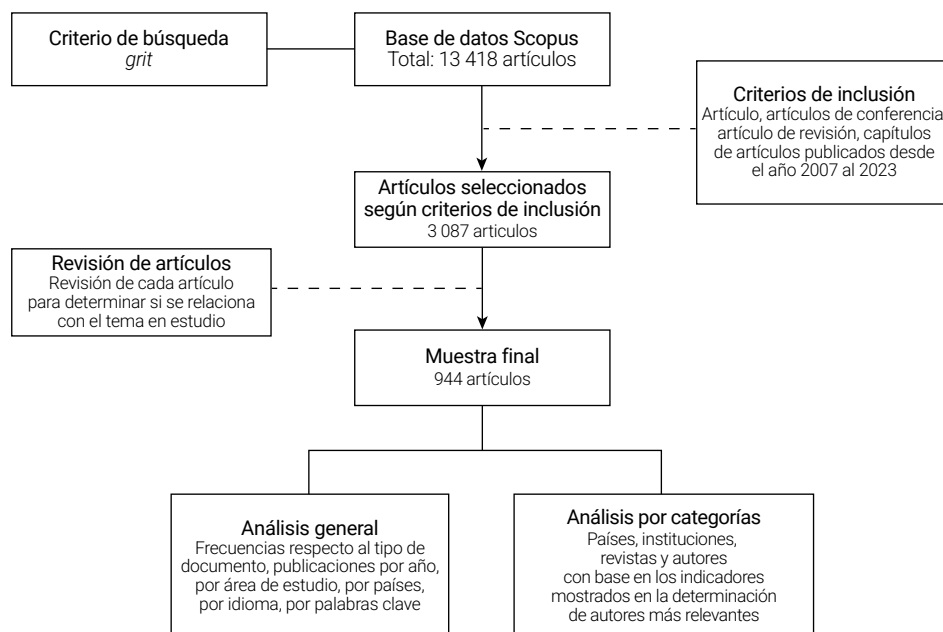 Criterio de búsqueda
grit
Base de datos Scopus
Total: 13 418 artículos
Criterios de inclusión
Artículo, artículos de conferencia
artículo de revisión, capítulos
de artículos publicados desde
el año 2007 al 2023
Artículos seleccionados
según criterios de inclusión
3 087 articulos
Revisión de artículos
Revisión de cada artículo
para determinar si se relaciona
con el tema en estudio
Muestra final
944 artículos
Análisis general
Frecuencias respecto al tipo de
documento, publicaciones por año,
por área de estudio, por países,
por idioma, por palabras clave
Análisis por categorías
Países, instituciones,
revistas y autores
con base en los indicadores
mostrados en la determinación
de autores más relevantes